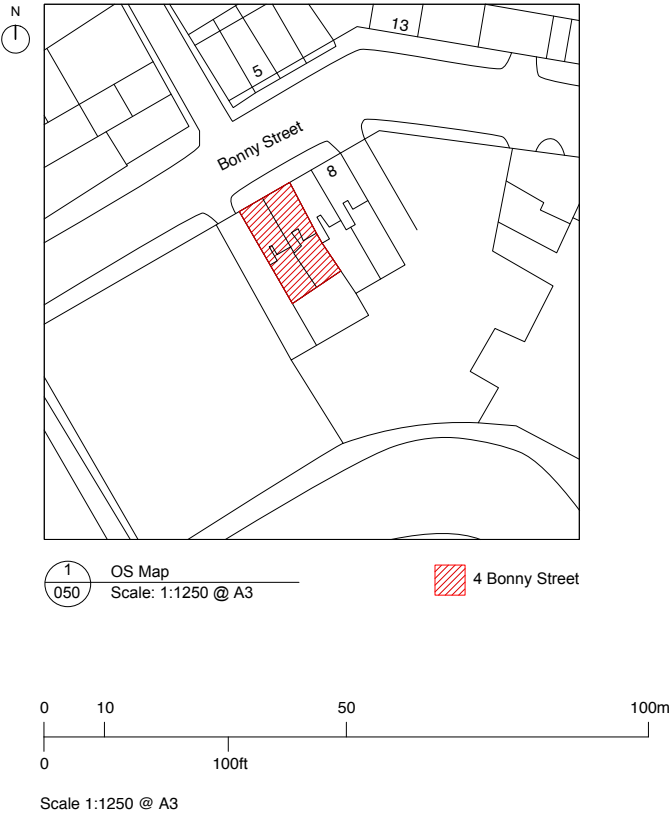 N
13
5
Bonny Street
8
1
050
OS Map
Scale: 1:1250 @ A3
4 Bonny Street
0 10 50 100m
0 100ft
Scale 1:1250 @ A3